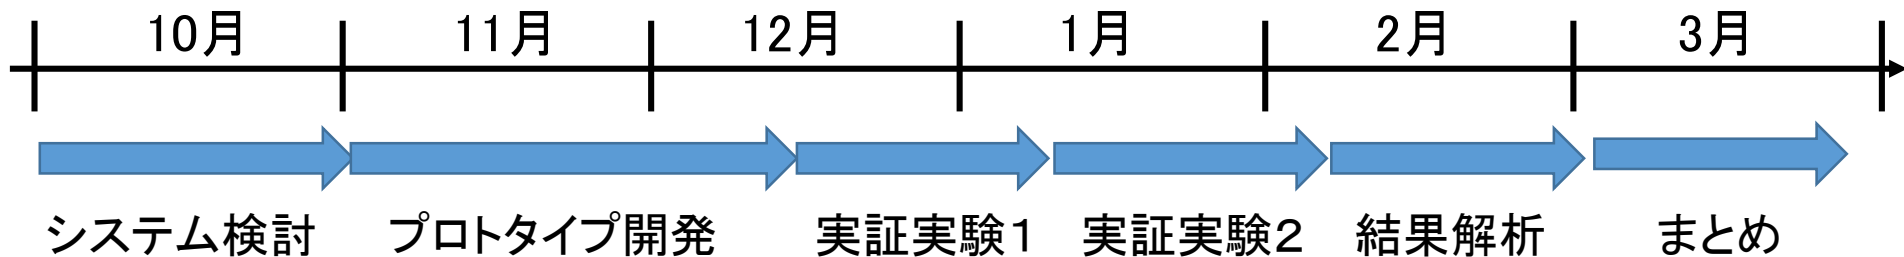 10月 11月 12月 1月 2月 3月
システム検討 プロトタイプ開発 実証実験1 実証実験2 結果解析 まとめ